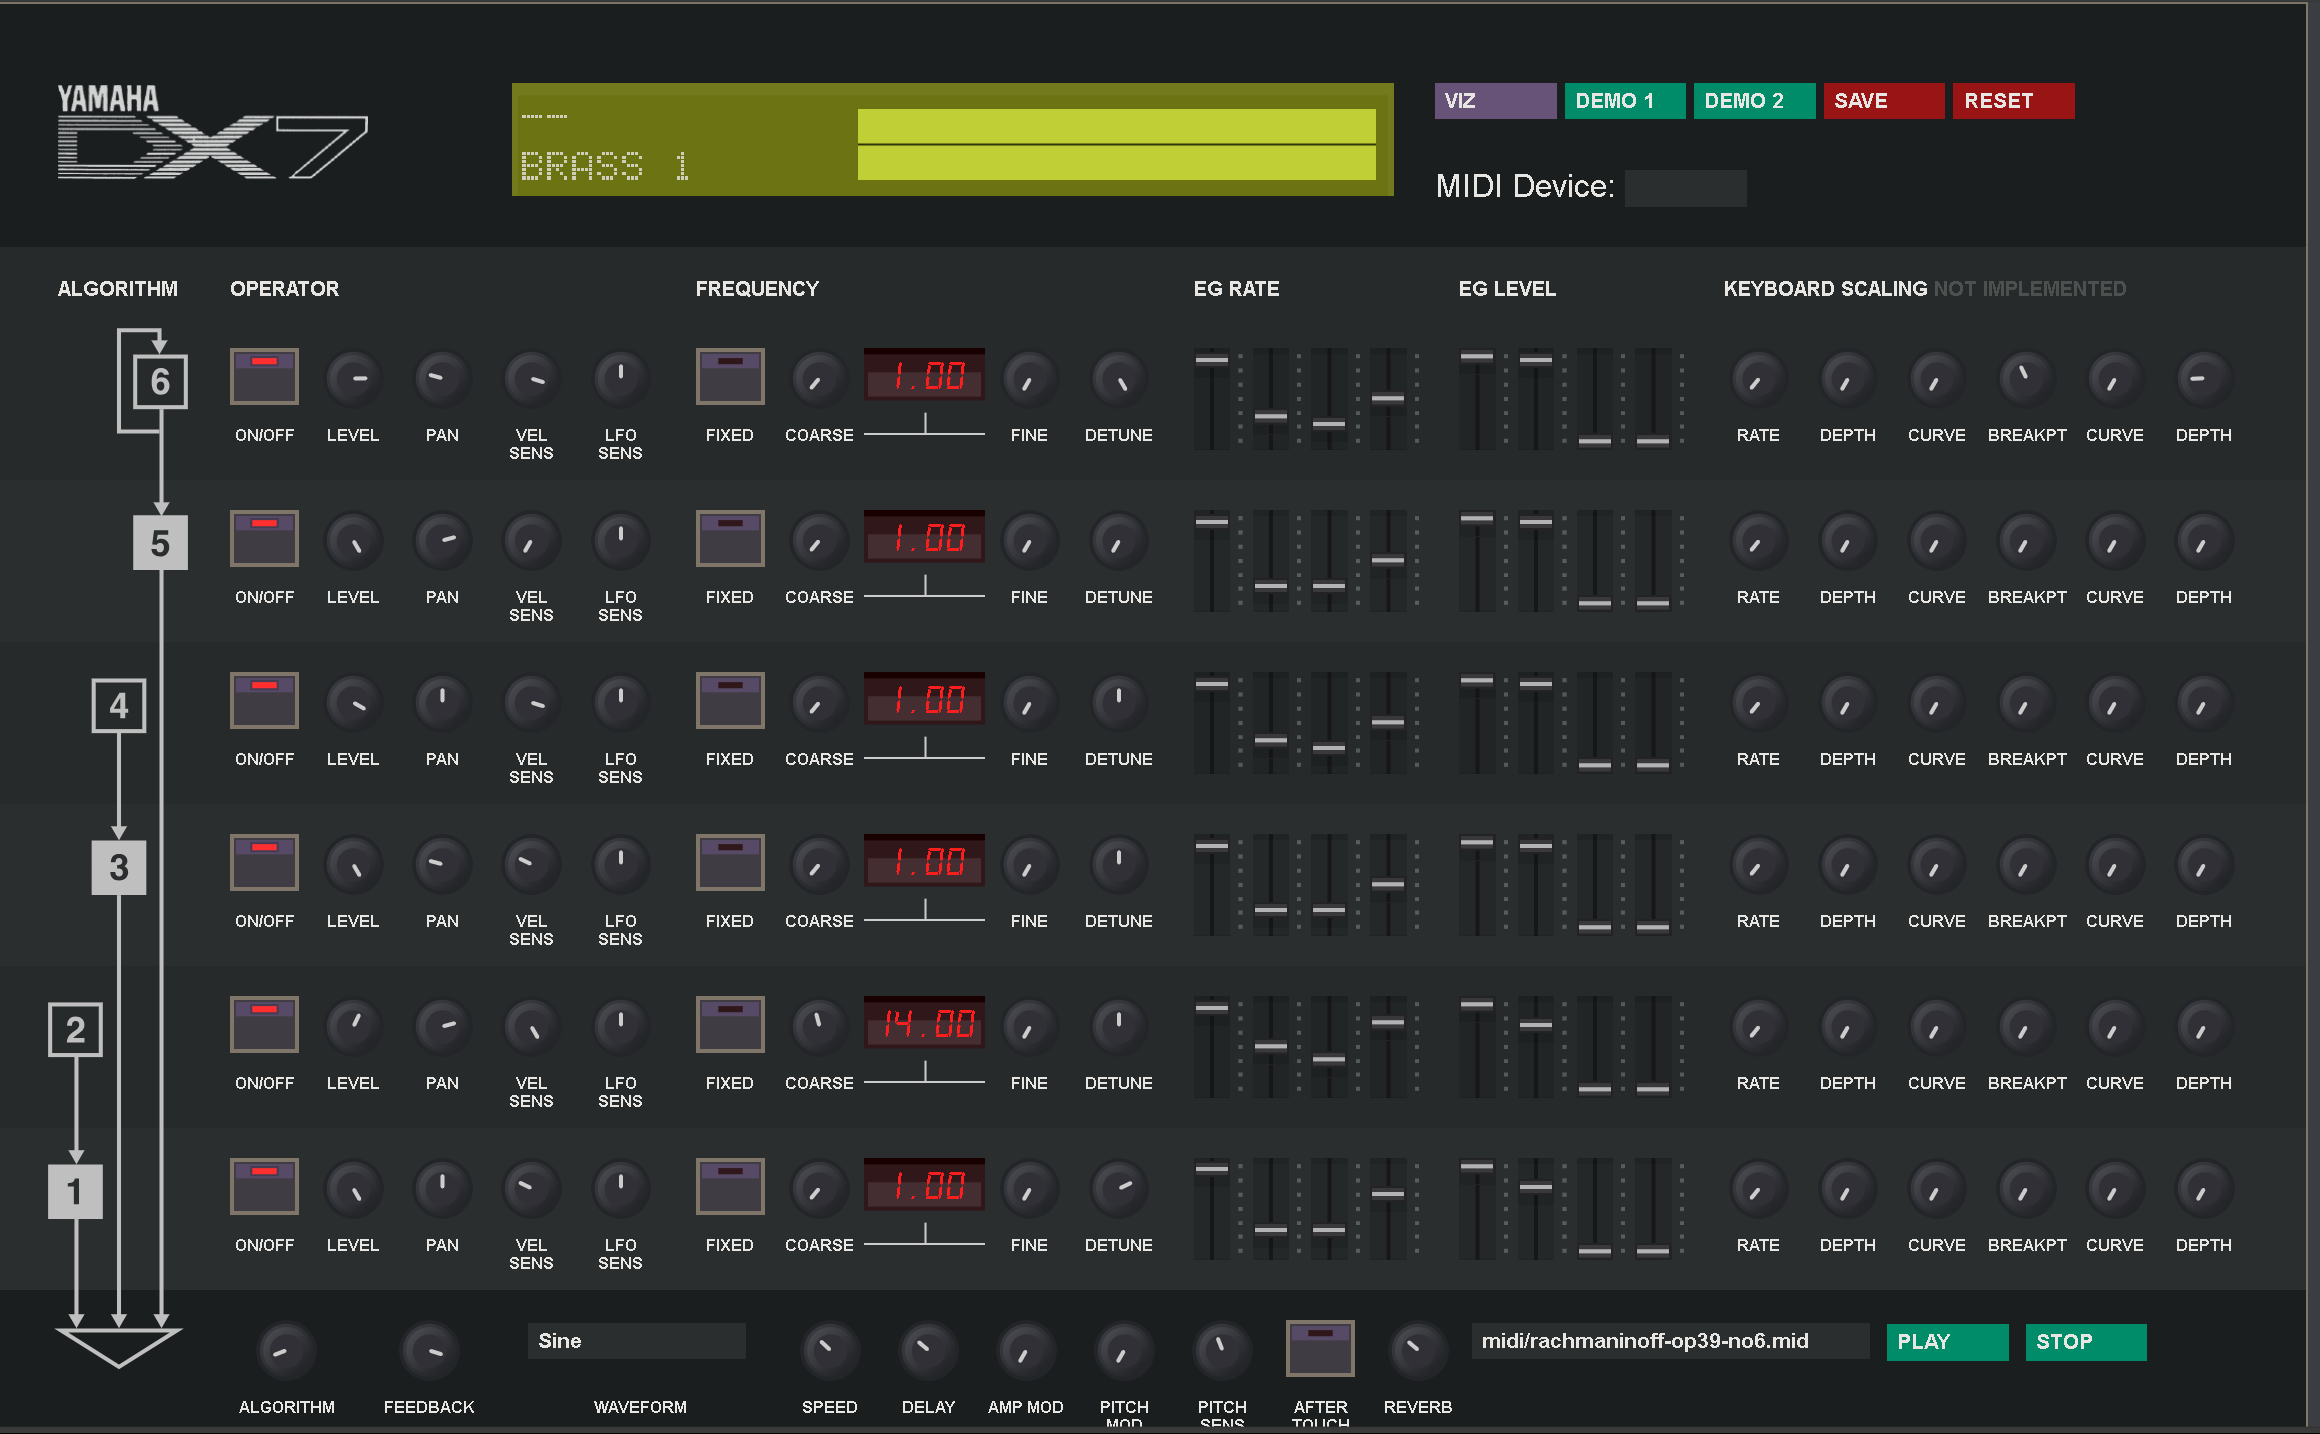 YAMAHA
DX7
---- ----
BRASS 1
VIZ DEMO 1 DEMO 2 SAVE RESET
MIDI Device:
ALGORITHM OPERATOR FREQUENCY EG RATE EG LEVEL KEYBOARD SCALING NOT IMPLEMENTED
6 1.00
ON/OFF LEVEL PAN VEL SENS LFO SENS FIXED COARSE FINE DETUNE RATE DEPTH CURVE BREAKPT CURVE DEPTH
5 1.00
ON/OFF LEVEL PAN VEL SENS LFO SENS FIXED COARSE FINE DETUNE RATE DEPTH CURVE BREAKPT CURVE DEPTH
4 1.00
ON/OFF LEVEL PAN VEL SENS LFO SENS FIXED COARSE FINE DETUNE RATE DEPTH CURVE BREAKPT CURVE DEPTH
3 1.00
ON/OFF LEVEL PAN VEL SENS LFO SENS FIXED COARSE FINE DETUNE RATE DEPTH CURVE BREAKPT CURVE DEPTH
2 14.00
ON/OFF LEVEL PAN VEL SENS LFO SENS FIXED COARSE FINE DETUNE RATE DEPTH CURVE BREAKPT CURVE DEPTH
1 1.00
ON/OFF LEVEL PAN VEL SENS LFO SENS FIXED COARSE FINE DETUNE RATE DEPTH CURVE BREAKPT CURVE DEPTH
Sine midi/rachmaninoff-op39-no6.mid PLAY STOP
ALGORITHM FEEDBACK WAVEFORM SPEED DELAY AMP MOD PITCH MOD PITCH SENS AFTER TOUCH REVERB